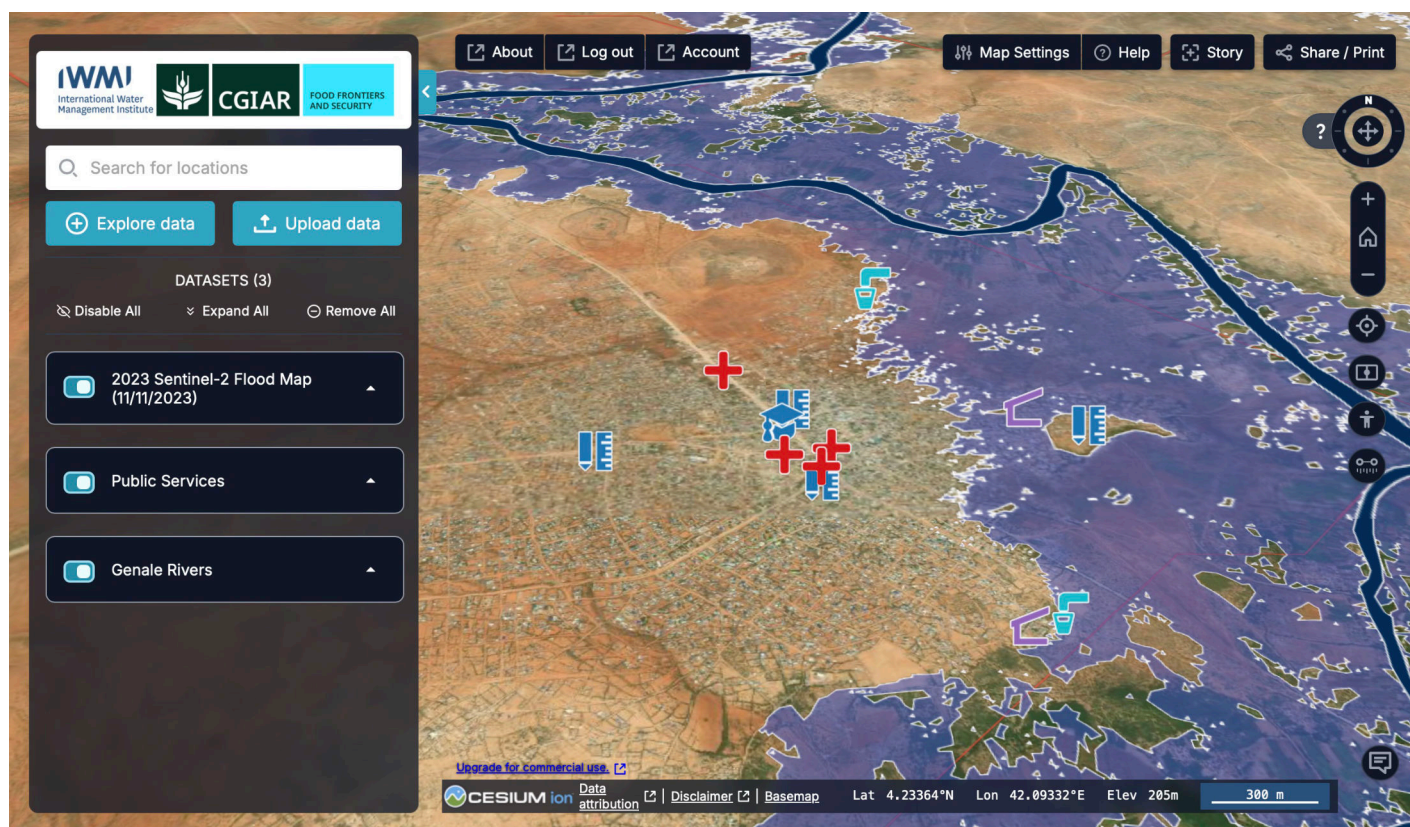 IWMI
International Water
Management Institute
CGIAR
FOOD FRONTIERS
AND SECURITY
About
Log out
Account
Map Settings
Help
Story
Share / Print
N
?
Search for locations
Explore data
Upload data
DATASETS (3)
Disable All
Expand All
Remove All
2023 Sentinel-2 Flood Map
(11/11/2023)
Public Services
Genale Rivers
Upgrade for commercial use.
CESIUM ion
Data
attribution
| Disclaimer | Basemap
Lat 4.23364°N Lon 42.09332°E Elev 205m
300 m